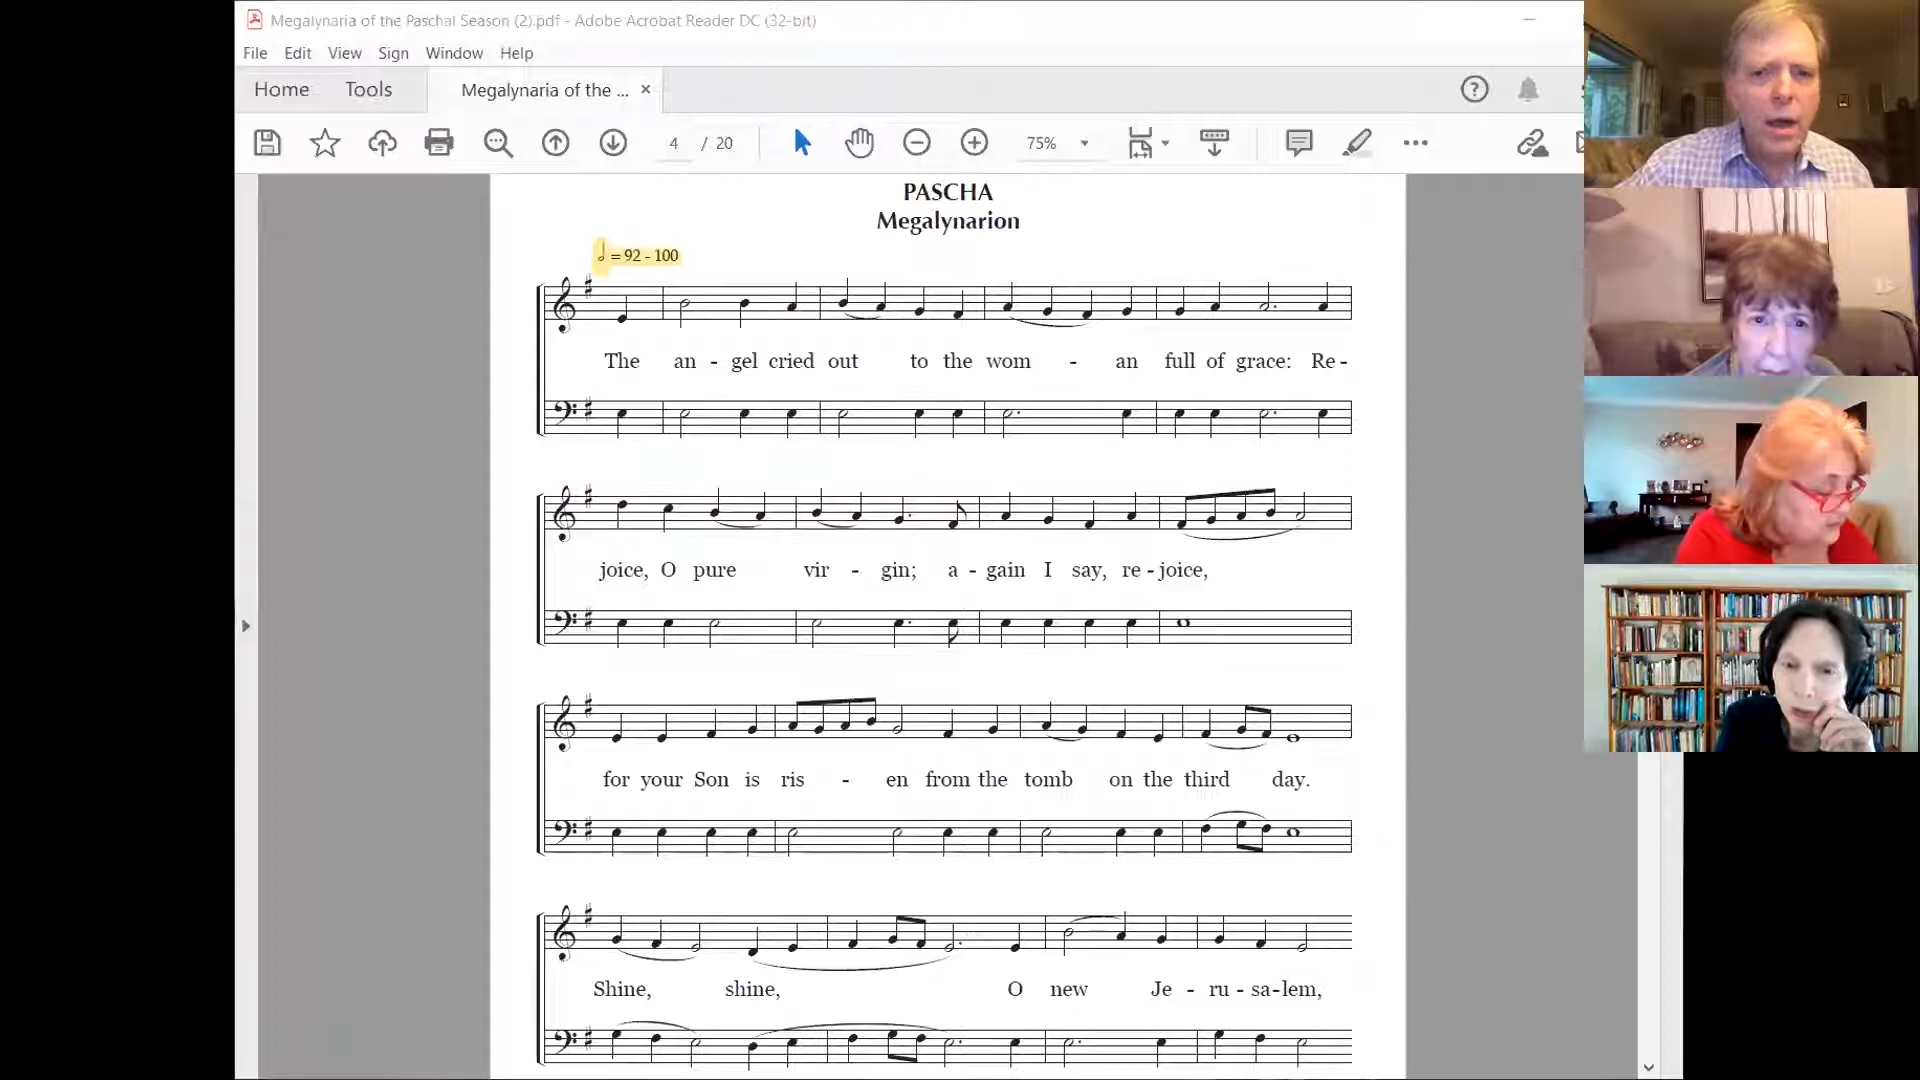 Megalynaria of the Paschal Season (2).pdf - Adobe Acrobat Reader DC (32-bit)
File Edit View Sign Window Help
Home Tools Megalynaria of the ... ×
4 / 20 75%
PASCHA
Megalynarion
= 92 - 100
The an - gel cried out to the wom - an full of grace: Re -
joice, O pure vir - gin; a - gain I say, re - joice,
for your Son is ris - en from the tomb on the third day.
Shine, shine, O new Je - ru - sa - lem,